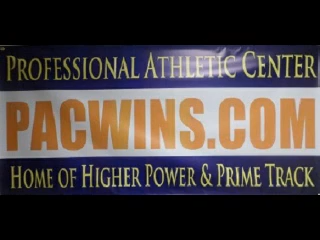 PROFESSIONAL ATHLETIC CENTER
PACWINS.COM
HOME OF HIGHER POWER & PRIME TRACK